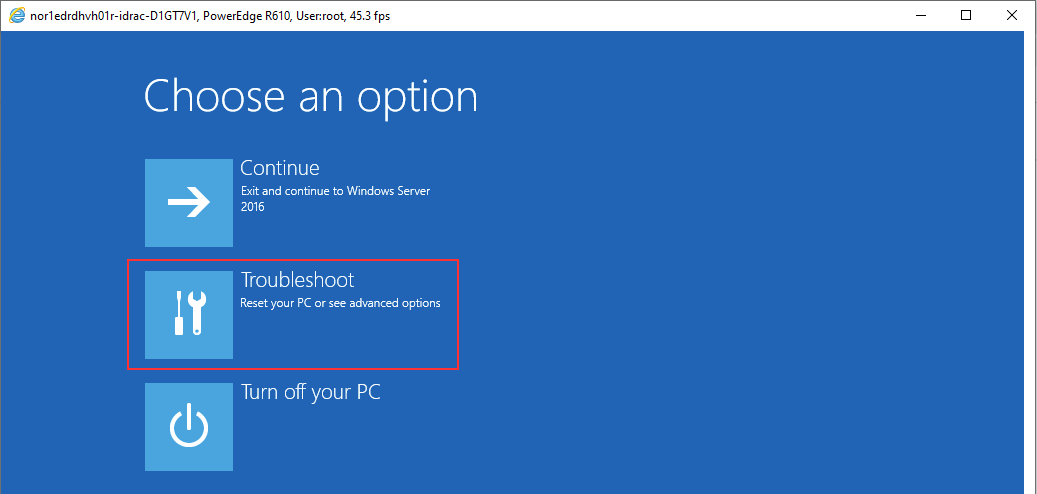 nor1edrdhvh01r-idrac-D1GT7V1, PowerEdge R610, User:root, 45.3 fps
Choose an option
Continue
Exit and continue to Windows Server
2016
Troubleshoot
Reset your PC or see advanced options
Turn off your PC